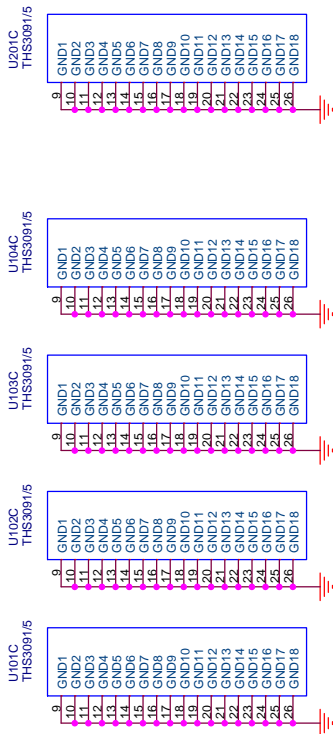 U201C
THS3091/5
GND1
GND2
GND3
GND4
GND5
GND6
GND7
GND8
GND9
GND10
GND11
GND12
GND13
GND14
GND15
GND16
GND17
GND18
9
10
11
12
13
14
15
16
17
18
19
20
21
22
23
24
25
26
U104C
THS3091/5
GND1
GND2
GND3
GND4
GND5
GND6
GND7
GND8
GND9
GND10
GND11
GND12
GND13
GND14
GND15
GND16
GND17
GND18
9
10
11
12
13
14
15
16
17
18
19
20
21
22
23
24
25
26
U103C
THS3091/5
GND1
GND2
GND3
GND4
GND5
GND6
GND7
GND8
GND9
GND10
GND11
GND12
GND13
GND14
GND15
GND16
GND17
GND18
9
10
11
12
13
14
15
16
17
18
19
20
21
22
23
24
25
26
U102C
THS3091/5
GND1
GND2
GND3
GND4
GND5
GND6
GND7
GND8
GND9
GND10
GND11
GND12
GND13
GND14
GND15
GND16
GND17
GND18
9
10
11
12
13
14
15
16
17
18
19
20
21
22
23
24
25
26
U101C
THS3091/5
GND1
GND2
GND3
GND4
GND5
GND6
GND7
GND8
GND9
GND10
GND11
GND12
GND13
GND14
GND15
GND16
GND17
GND18
9
10
11
12
13
14
15
16
17
18
19
20
21
22
23
24
25
26